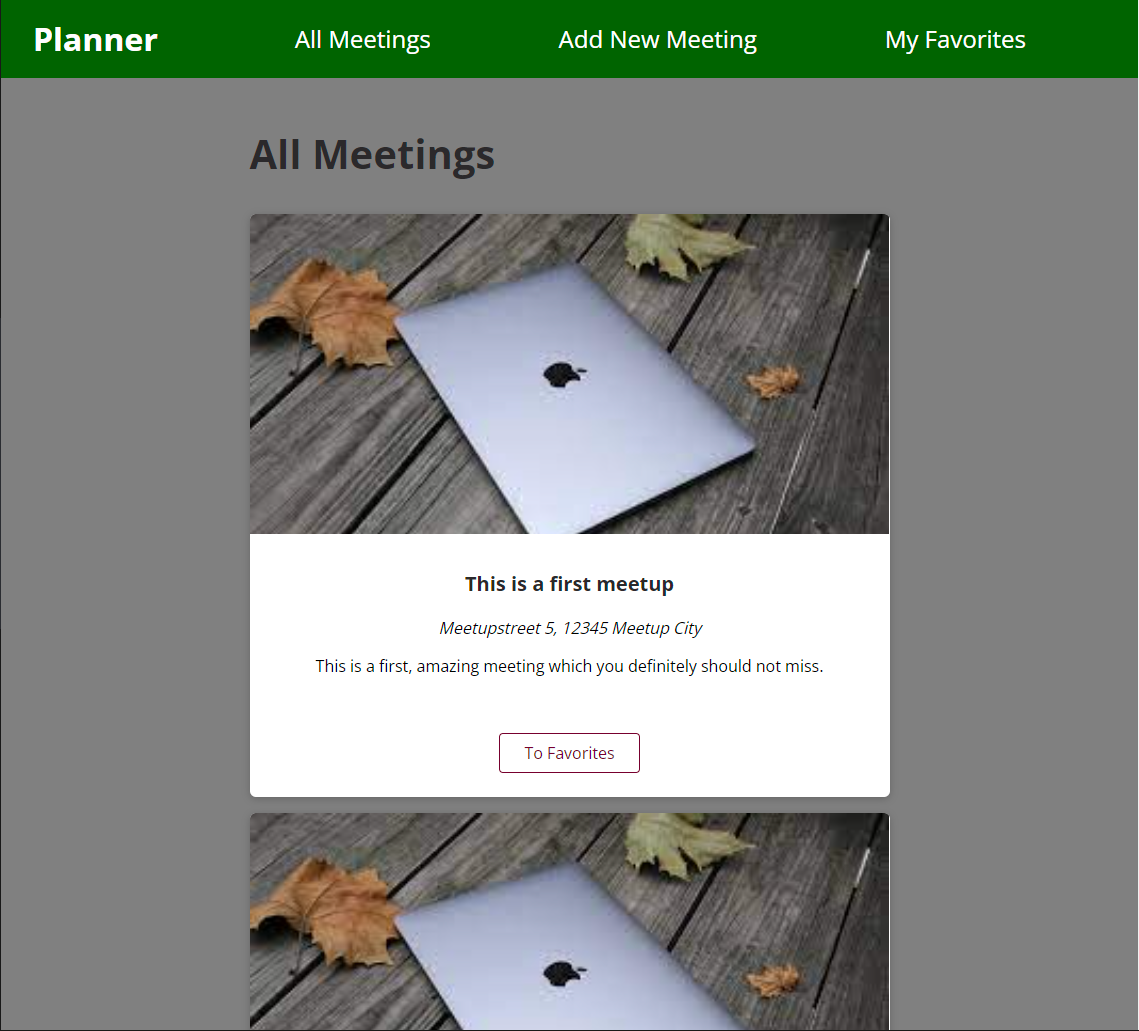 Planner
All Meetings
Add New Meeting
My Favorites
All Meetings
This is a first meetup
Meetupstreet 5, 12345 Meetup City
This is a first, amazing meeting which you definitely should not miss.
To Favorites